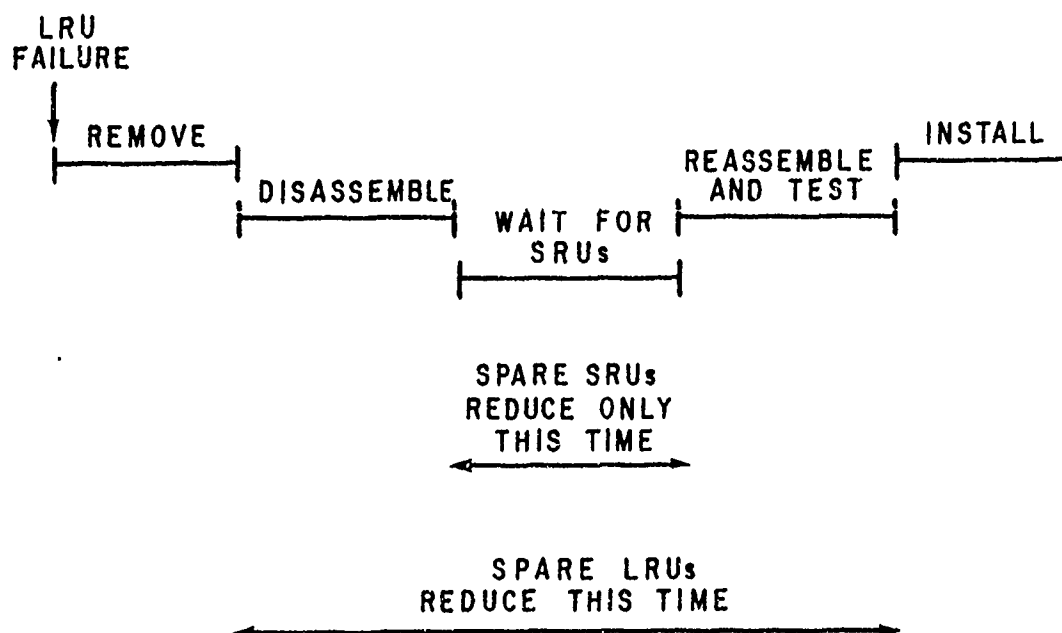 LRU
FAILURE
REMOVE
DISASSEMBLE
WAIT FOR
SRUs
REASSEMBLE
AND TEST
INSTALL
SPARE SRUs
REDUCE ONLY
THIS TIME
SPARE LRUs
REDUCE THIS TIME